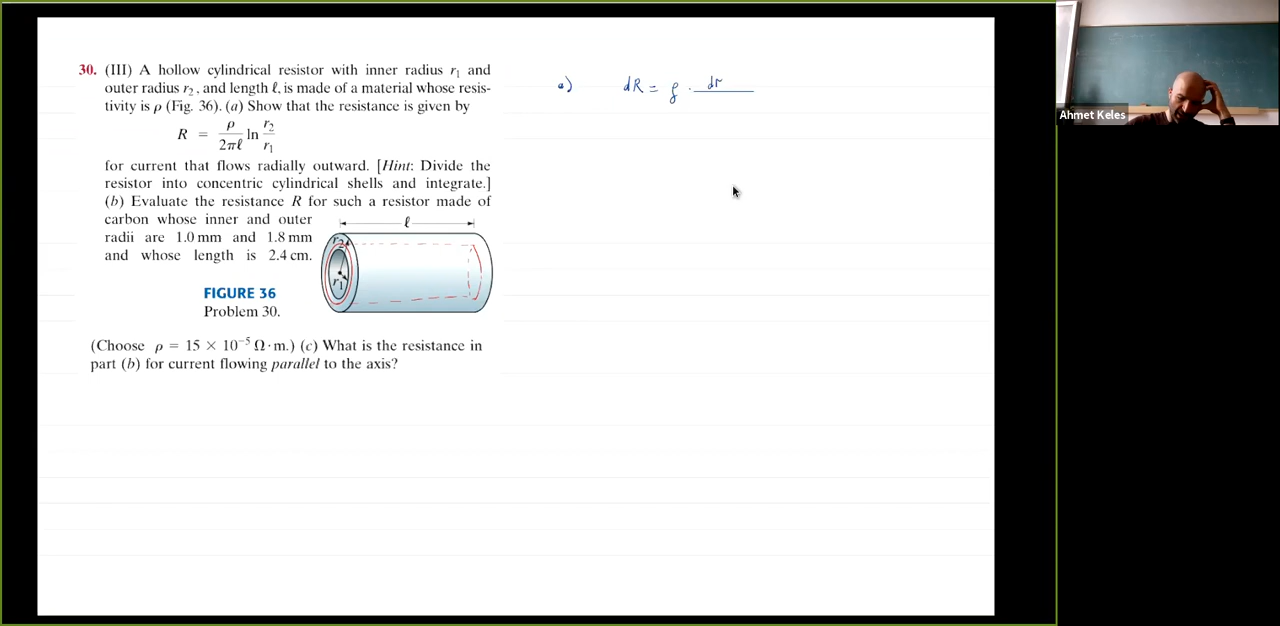 30. (III) A hollow cylindrical resistor with inner radius r₁ and
outer radius r₂, and length ℓ, is made of a material whose resis-
tivity is ρ (Fig. 36). (a) Show that the resistance is given by
R = ρ/2πℓ ln r₂/r₁
for current that flows radially outward. [Hint: Divide the
resistor into concentric cylindrical shells and integrate.]
(b) Evaluate the resistance R for such a resistor made of
carbon whose inner and outer
radii are 1.0 mm and 1.8 mm
and whose length is 2.4 cm.
ℓ
r₂
r₁
FIGURE 36
Problem 30.
(Choose ρ = 15 × 10⁻⁵ Ω·m.) (c) What is the resistance in
part (b) for current flowing parallel to the axis?
a) dR = ρ · dr
Ahmet Keles